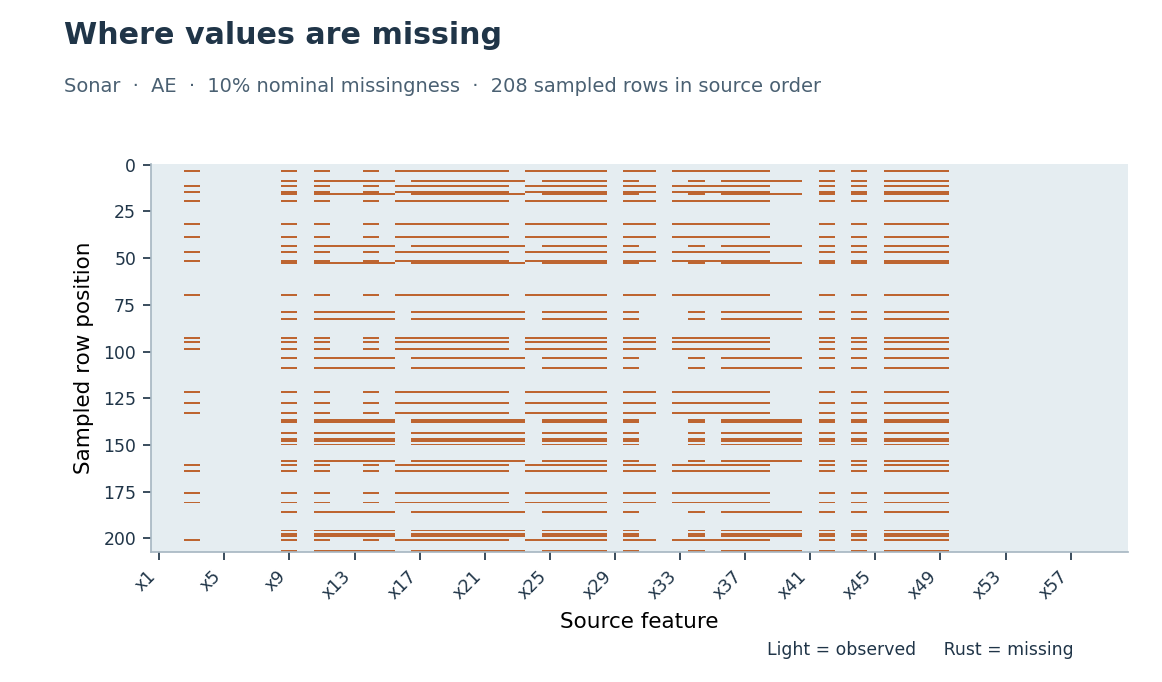 Where values are missing
Sonar · AE · 10% nominal missingness · 208 sampled rows in source order
Sampled row position
0
25
50
75
100
125
150
175
200
x1 x5 x9 x13 x17 x21 x25 x29 x33 x37 x41 x45 x49 x53 x57
Source feature
Light = observed Rust = missing